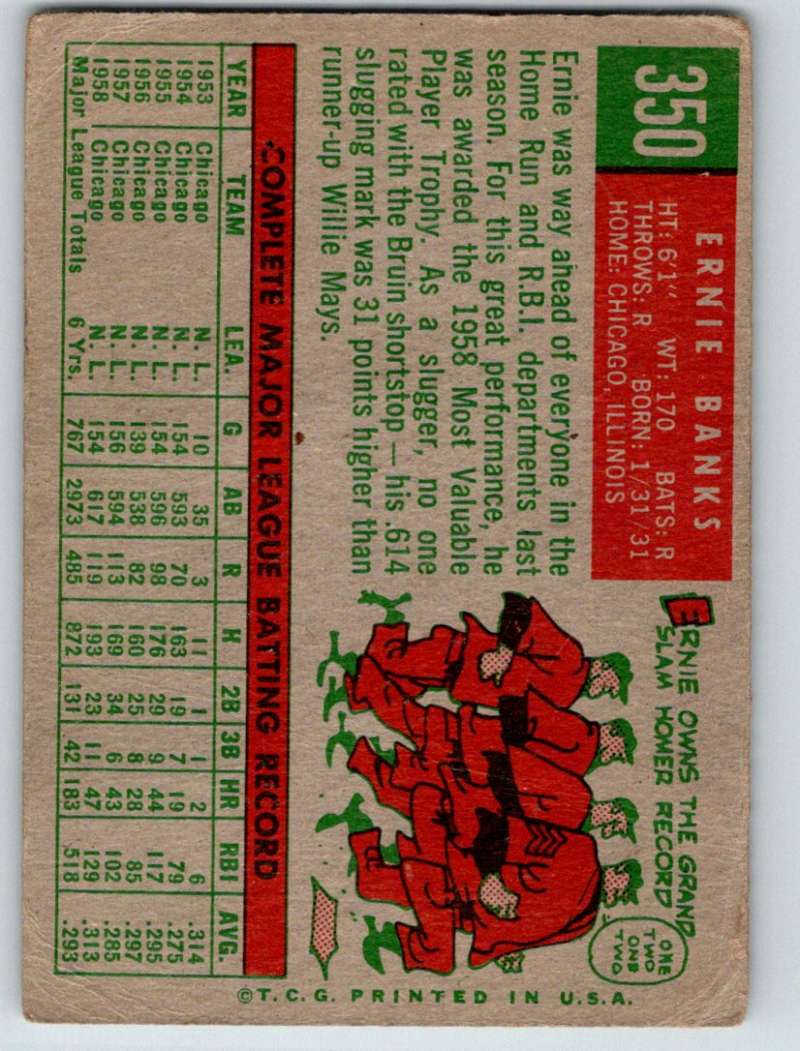 350
ERNIE BANKS
HT: 6'1" WT: 170 BATS: R
THROWS: R BORN: 1/31/31
HOME: CHICAGO, ILLINOIS
Ernie was way ahead of everyone in the
Home Run and R.B.I. departments last
season. For this great performance, he
was awarded the 1958 Most Valuable
Player Trophy. As a slugger, no one
rated with the Bruin shortstop — his .614
slugging mark was 31 points higher than
runner-up Willie Mays.
ERNIE OWNS THE GRAND
SLAM HOMER RECORD
ONE
TWO
ONE
TWO
COMPLETE MAJOR LEAGUE BATTING RECORD
YEAR TEAM LEA. G AB R H 2B 3B HR RBI AVG.
1953 Chicago N. L. 10 35 3 11 1 1 2 6 .314
1954 Chicago N. L. 154 593 70 163 19 7 19 79 .275
1955 Chicago N. L. 154 596 98 176 29 9 44 117 .295
1956 Chicago N. L. 139 538 82 160 25 8 28 85 .297
1957 Chicago N. L. 156 594 113 169 34 6 43 102 .285
1958 Chicago N. L. 154 617 119 193 23 11 47 129 .313
Major League Totals 6 Yrs. 767 2973 485 872 131 42 183 518 .293
© T. C. G. PRINTED IN U.S.A.